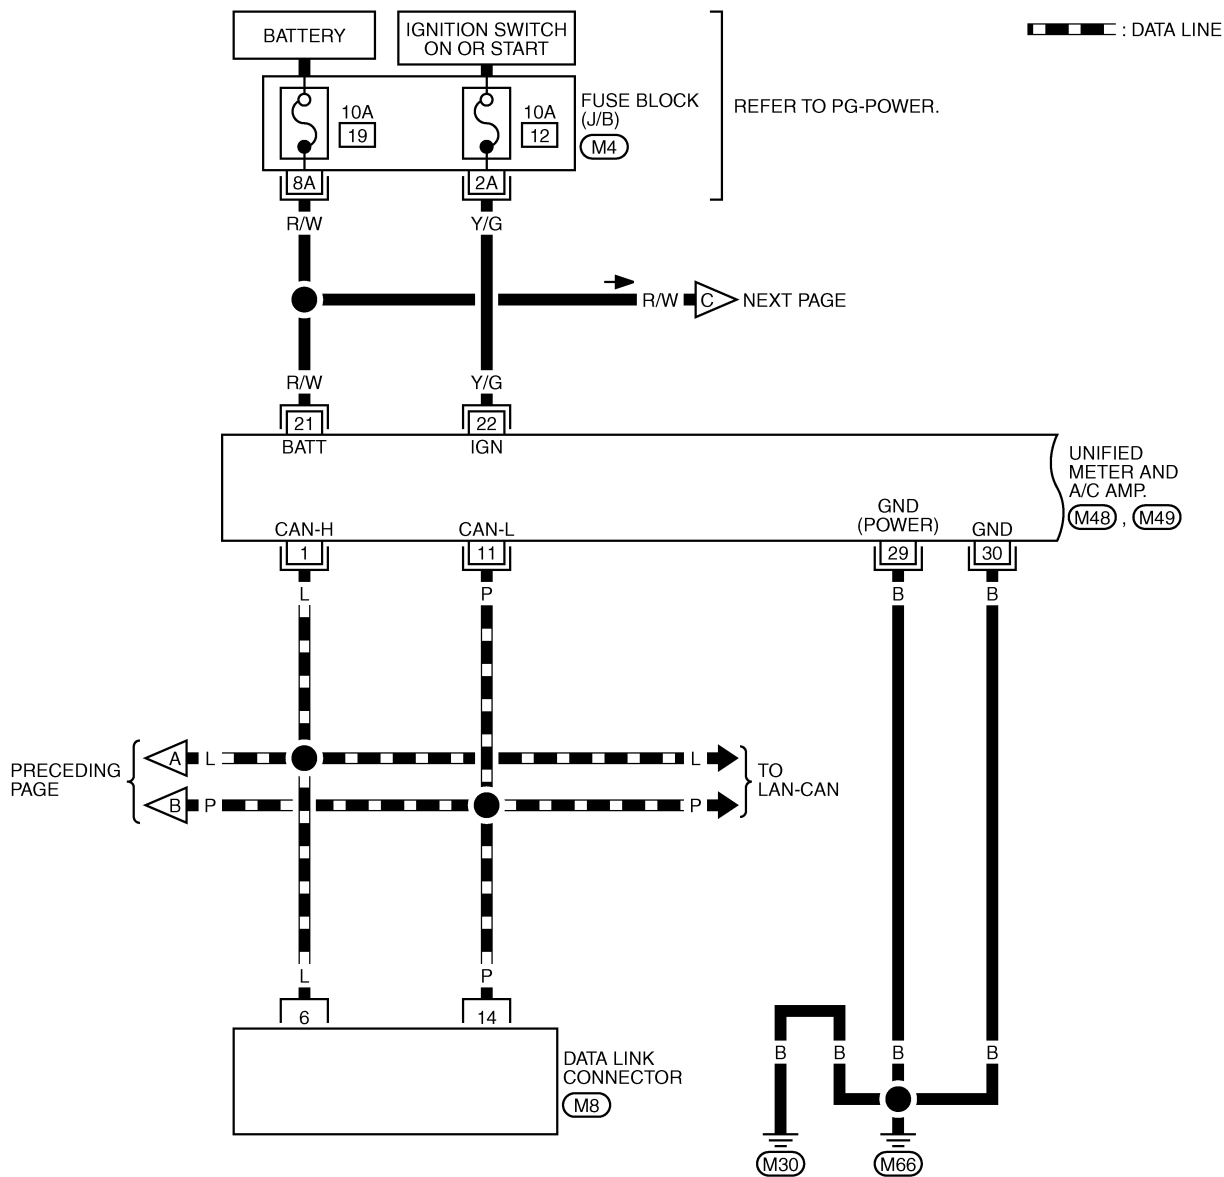 BATTERY
IGNITION SWITCH
ON OR START
: DATA LINE
10A
19
10A
12
FUSE BLOCK
(J/B)
M4
REFER TO PG-POWER.
8A
2A
R/W
Y/G
R/W
C
NEXT PAGE
R/W
Y/G
21
22
BATT
IGN
UNIFIED
METER AND
A/C AMP.
M48 , M49
CAN-H
CAN-L
GND
(POWER)
GND
1
11
29
30
L
P
B
B
PRECEDING
PAGE
A
L
L
B
P
P
TO
LAN-CAN
L
P
6
14
DATA LINK
CONNECTOR
M8
B
B
B
B
M30
M66